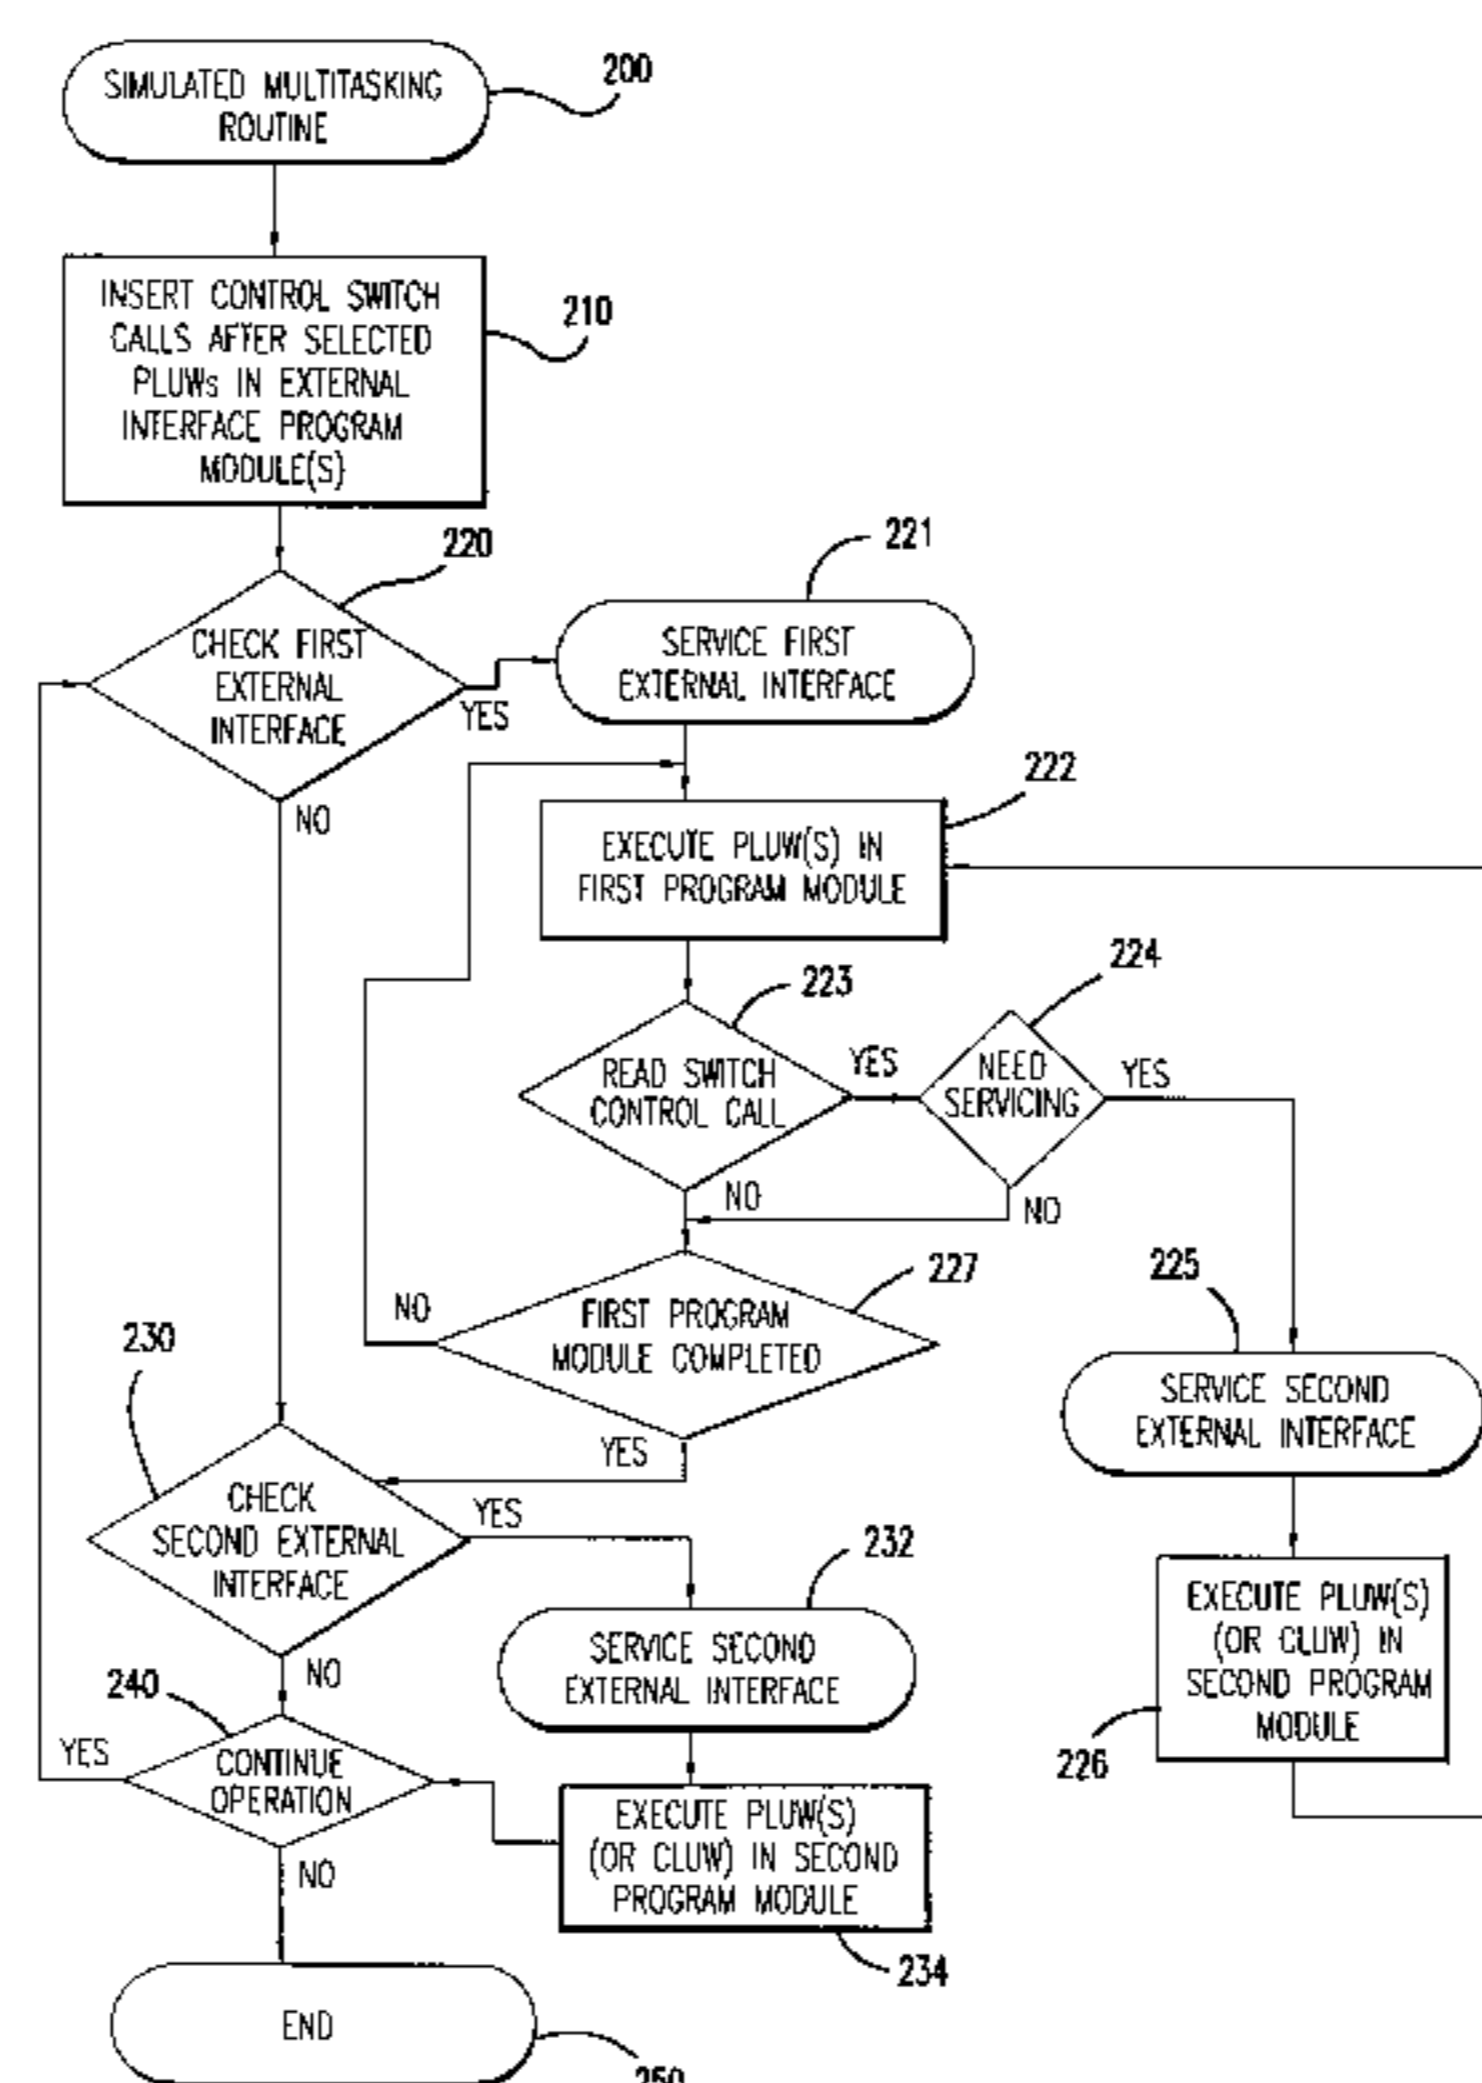 SIMULATED MULTITASKING
ROUTINE
200
INSERT CONTROL SWITCH
CALLS AFTER SELECTED
PLUWs IN EXTERNAL
INTERFACE PROGRAM
MODULE(S)
210
220
CHECK FIRST
EXTERNAL
INTERFACE
YES
NO
221
SERVICE FIRST
EXTERNAL INTERFACE
222
EXECUTE PLUW(S) IN
FIRST PROGRAM MODULE
223
READ SWITCH
CONTROL CALL
YES
NO
224
NEED
SERVICING
YES
NO
225
SERVICE SECOND
EXTERNAL INTERFACE
EXECUTE PLUW(S)
(OR CLUW) IN
SECOND PROGRAM
MODULE
226
227
FIRST PROGRAM
MODULE COMPLETED
NO
YES
230
CHECK
SECOND EXTERNAL
INTERFACE
YES
NO
232
SERVICE SECOND
EXTERNAL INTERFACE
EXECUTE PLUW(S)
(OR CLUW) IN SECOND
PROGRAM MODULE
234
240
CONTINUE
OPERATION
YES
NO
END
250